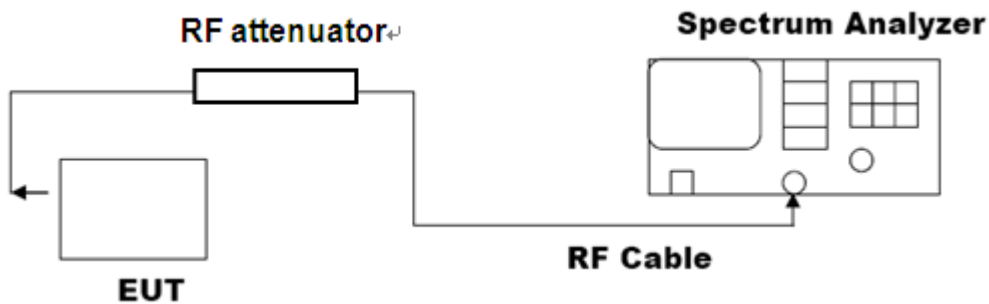 RF attenuator↵
Spectrum Analyzer
RF Cable
EUT